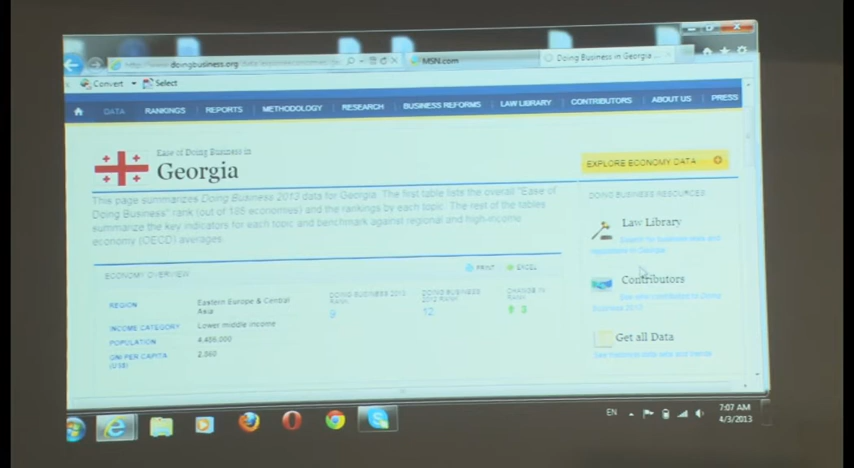 doingbusiness.org
MSN.com
Doing Business in Georgia ...
Convert
Select
DATA
RANKINGS
REPORTS
METHODOLOGY
RESEARCH
BUSINESS REFORMS
LAW LIBRARY
CONTRIBUTORS
ABOUT US
PRESS
Ease of Doing Business in
Georgia
EXPLORE ECONOMY DATA
This page summarizes Doing Business 2013 data for Georgia. The first table lists the overall "Ease of
Doing Business" rank (out of 185 economies) and the rankings by each topic. The rest of the tables
summarize the key indicators for each topic and benchmark against regional and high-income
economy (OECD) averages.
DOING BUSINESS RESOURCES
Law Library
Contributors
Get all Data
ECONOMY OVERVIEW
PRINT
EXCEL
REGION
Eastern Europe & Central
Asia
INCOME CATEGORY
Lower middle income
POPULATION
GNI PER CAPITA
(US$)
DOING BUSINESS 2013
RANK
9
DOING BUSINESS
2012 RANK
12
CHANGE IN
RANK
3
EN
7:07 AM
4/3/2013